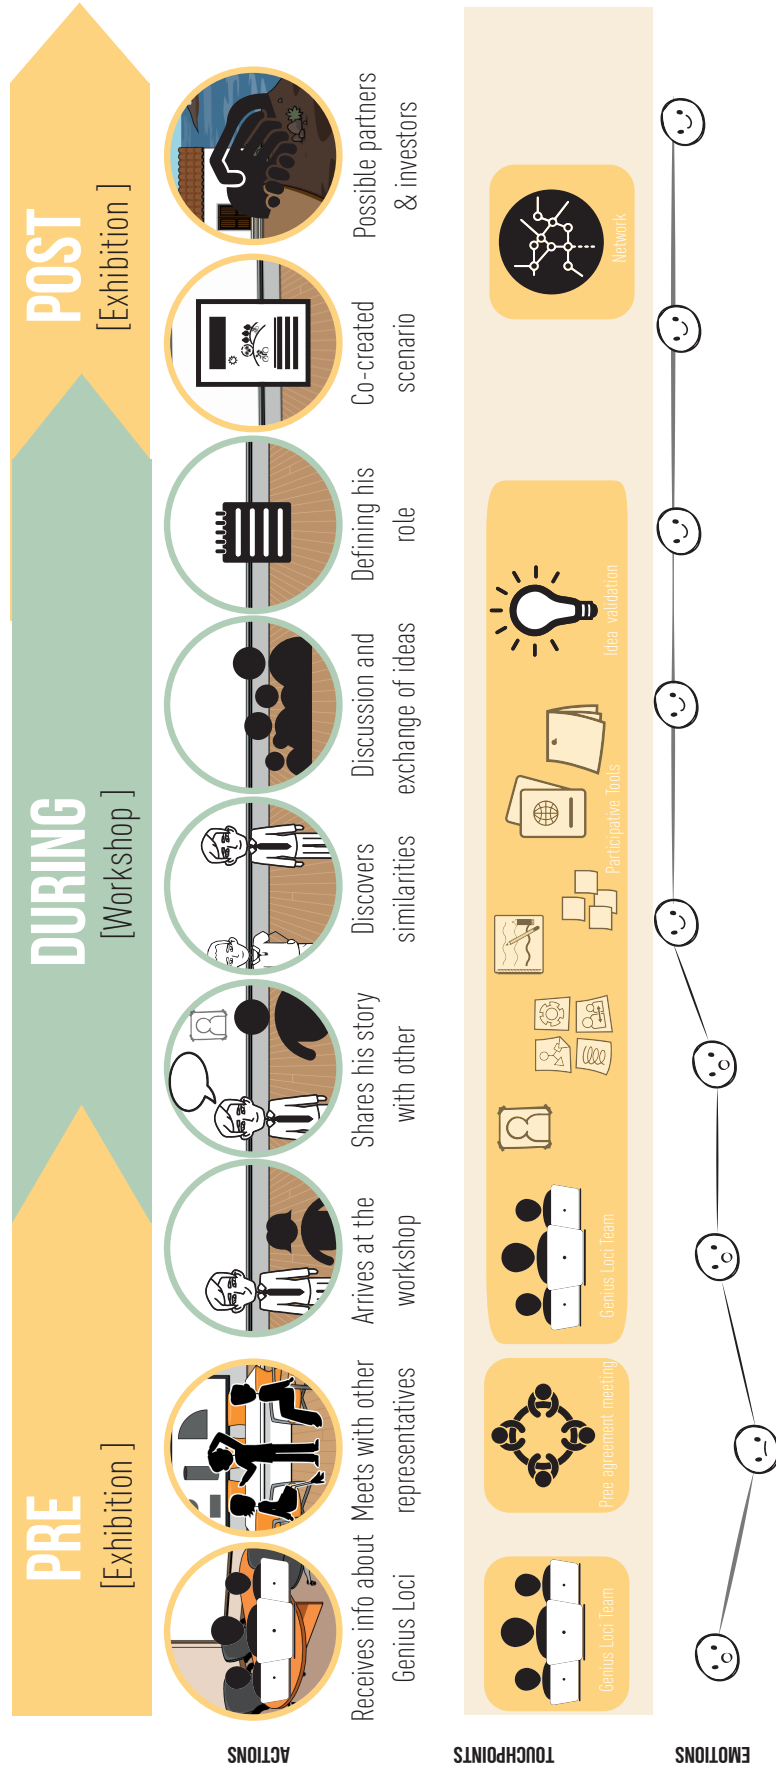 PRE
[Exhibition ]
DURING
[Workshop ]
POST
[Exhibition ]
ACTIONS
Receives info about
Genius Loci
Meets with other
representatives
Arrives at the
workshop
Shares his story
with other
Discovers
similarities
Discussion and
exchange of ideas
Defining his
role
Co-created
scenario
Possible partners
& investors
TOUCHPOINTS
Genius Loci Team
Pree agreement meeting
Genius Loci Team
Participative Tools
Idea validation
Network
EMOTIONS